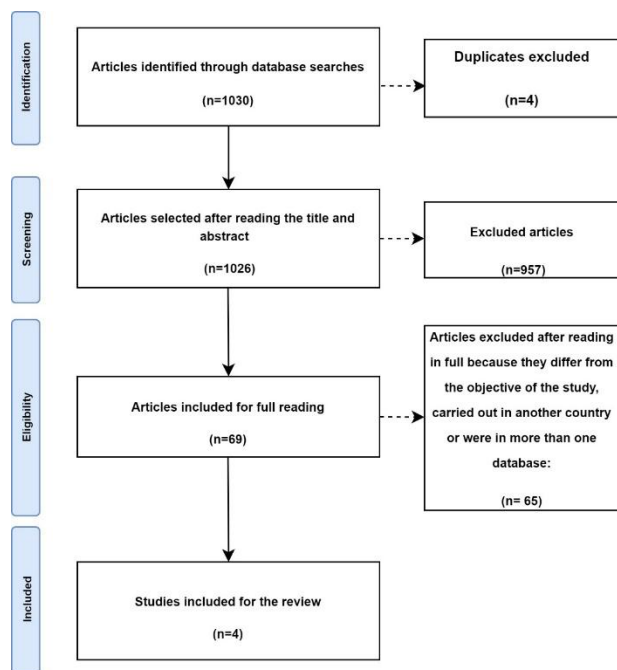 Identification
Articles identified through database searches
(n=1030)
Duplicates excluded
(n=4)
Screening
Articles selected after reading the title and
abstract
(n=1026)
Excluded articles
(n=957)
Eligibility
Articles included for full reading
(n=69)
Articles excluded after reading
in full because they differ from
the objective of the study,
carried out in another country
or were in more than one
database:
(n= 65)
Included
Studies included for the review
(n=4)